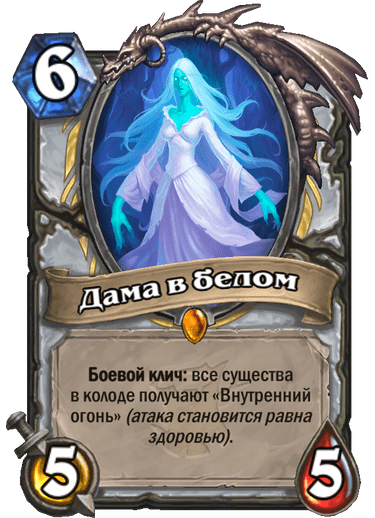 6
Дама в белом
Боевой клич: все существа
в колоде получают «Внутренний
огонь» (атака становится равна
здоровью).
5
5